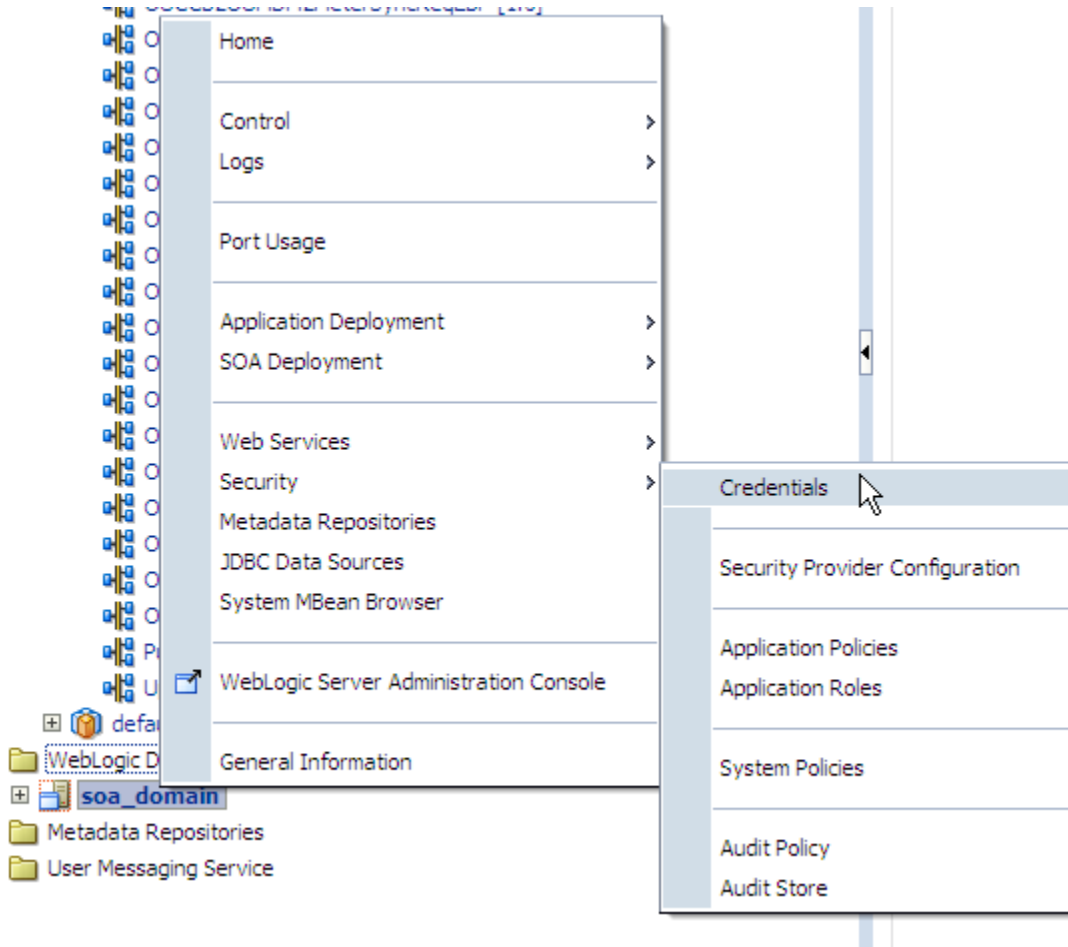 Home
Control
Logs
Port Usage
Application Deployment
SOA Deployment
Web Services
Security
Metadata Repositories
JDBC Data Sources
System MBean Browser
WebLogic Server Administration Console
General Information
Credentials
Security Provider Configuration
Application Policies
Application Roles
System Policies
Audit Policy
Audit Store
WebLogic D
soa_domain
Metadata Repositories
User Messaging Service